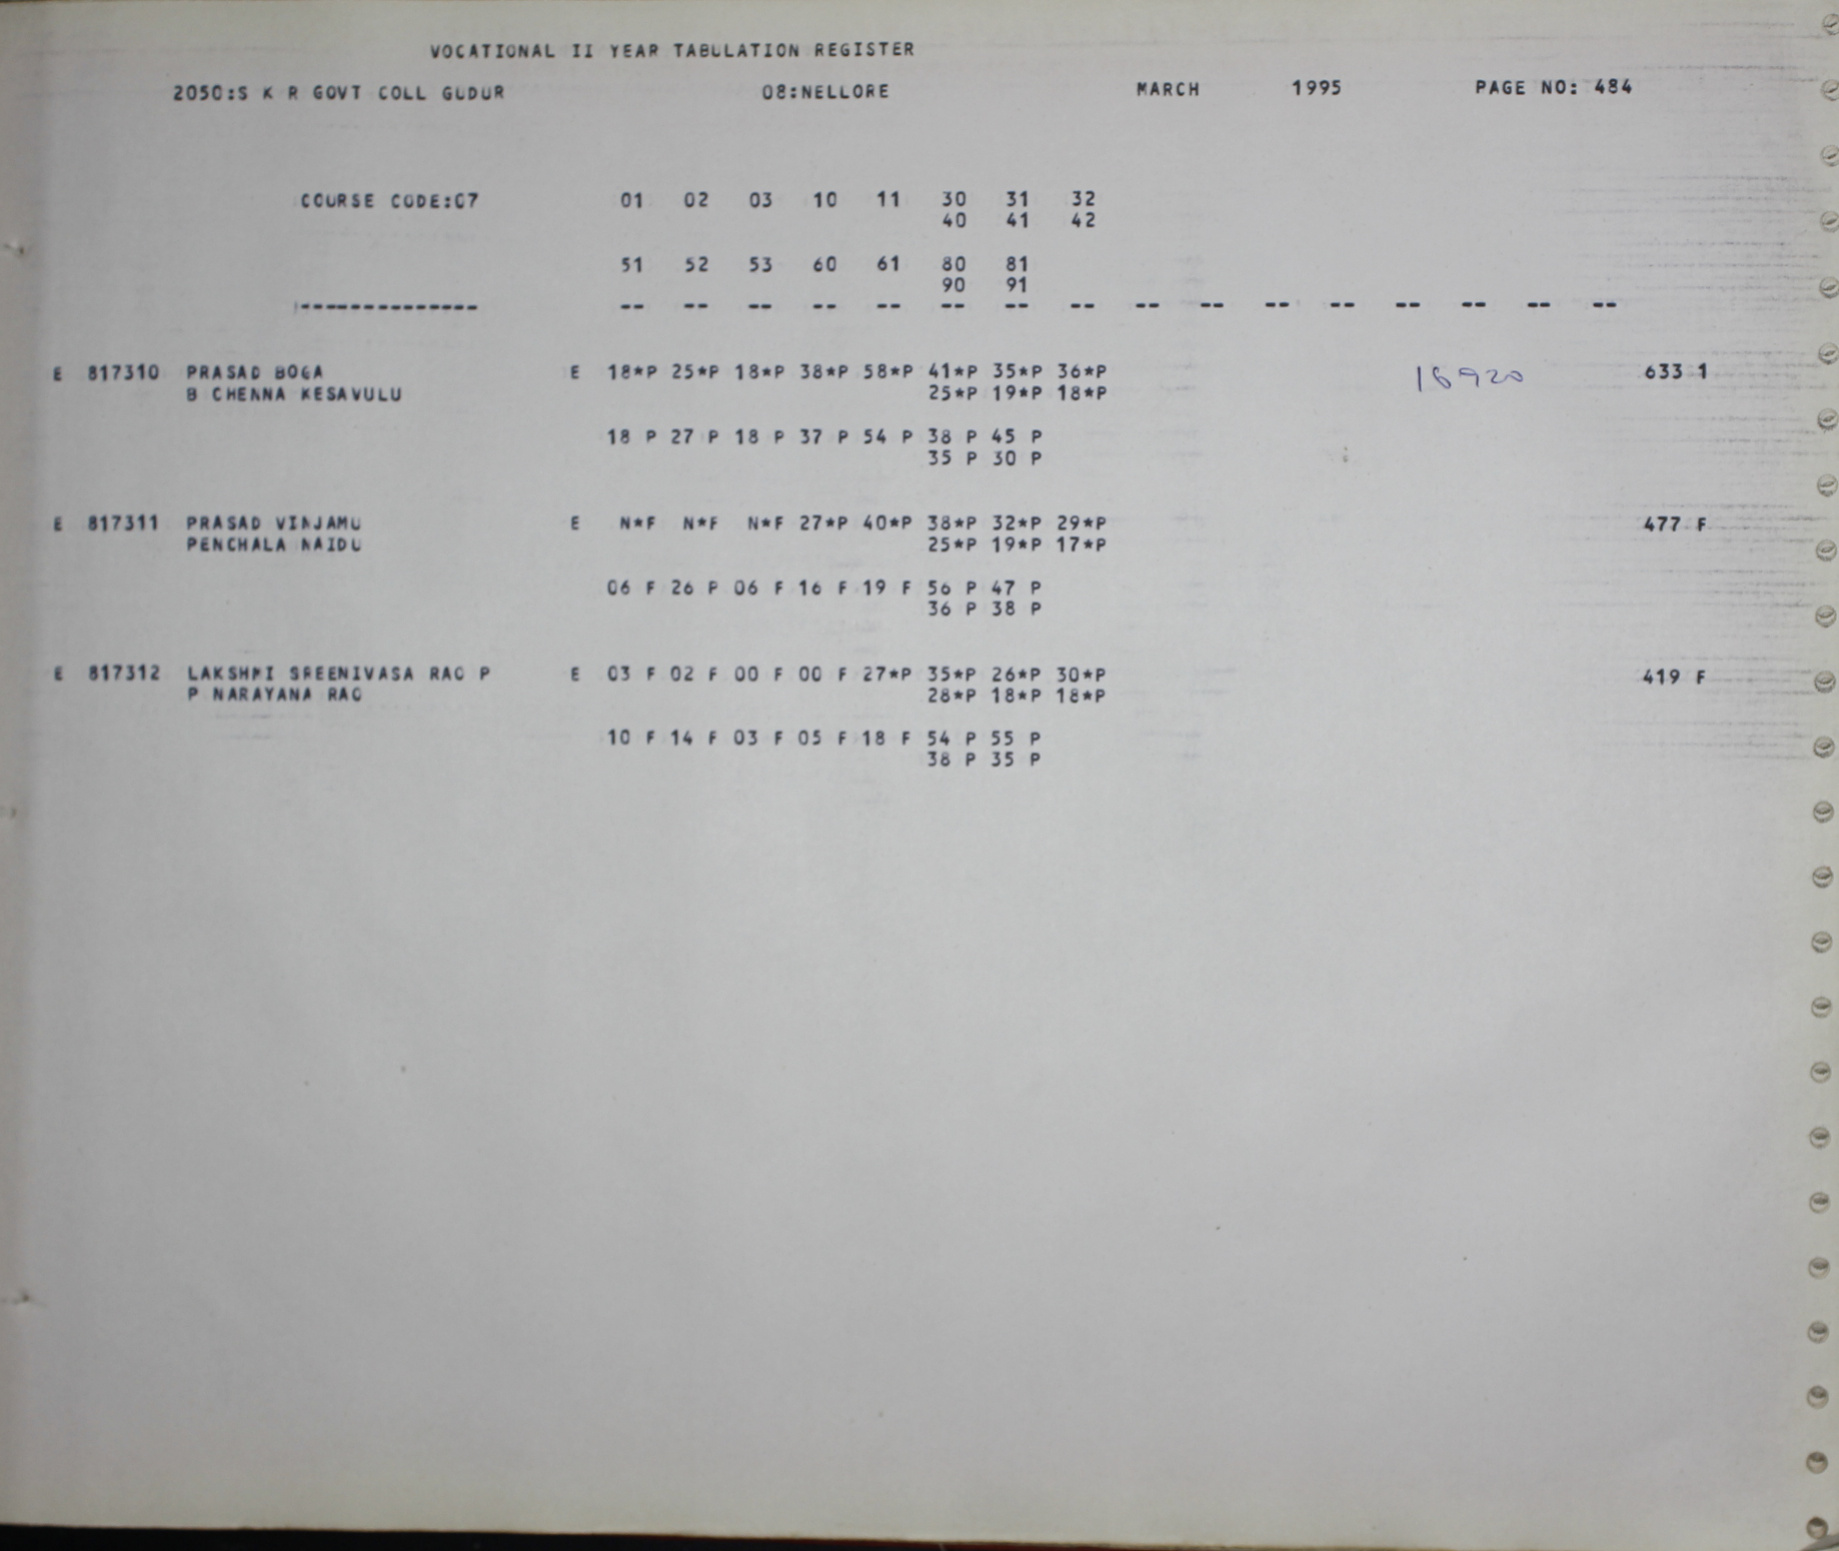 VOCATIONAL II YEAR TABULATION REGISTER
2050:S K R GOVT COLL GUDUR 08:NELLORE MARCH 1995 PAGE NO: 484
COURSE CODE:07 01 02 03 10 11 30 31 32
40 41 42
51 52 53 60 61 80 81
90 91
-------------- -- -- -- -- -- -- -- -- -- -- -- -- -- -- -- --
E 817310 PRASAD BOGA E 18*P 25*P 18*P 38*P 58*P 41*P 35*P 36*P 16920 633 1
B CHENNA KESAVULU 25*P 19*P 18*P
18 P 27 P 18 P 37 P 54 P 38 P 45 P
35 P 30 P
E 817311 PRASAD VINJAMU E N*F N*F N*F 27*P 40*P 38*P 32*P 29*P 477 F
PENCHALA NAIDU 25*P 19*P 17*P
06 F 26 P 06 F 16 F 19 F 56 P 47 P
36 P 38 P
E 817312 LAKSHMI SREENIVASA RAO P E 03 F 02 F 00 F 00 F 27*P 35*P 26*P 30*P 419 F
P NARAYANA RAO 28*P 18*P 18*P
10 F 14 F 03 F 05 F 18 F 54 P 55 P
38 P 35 P